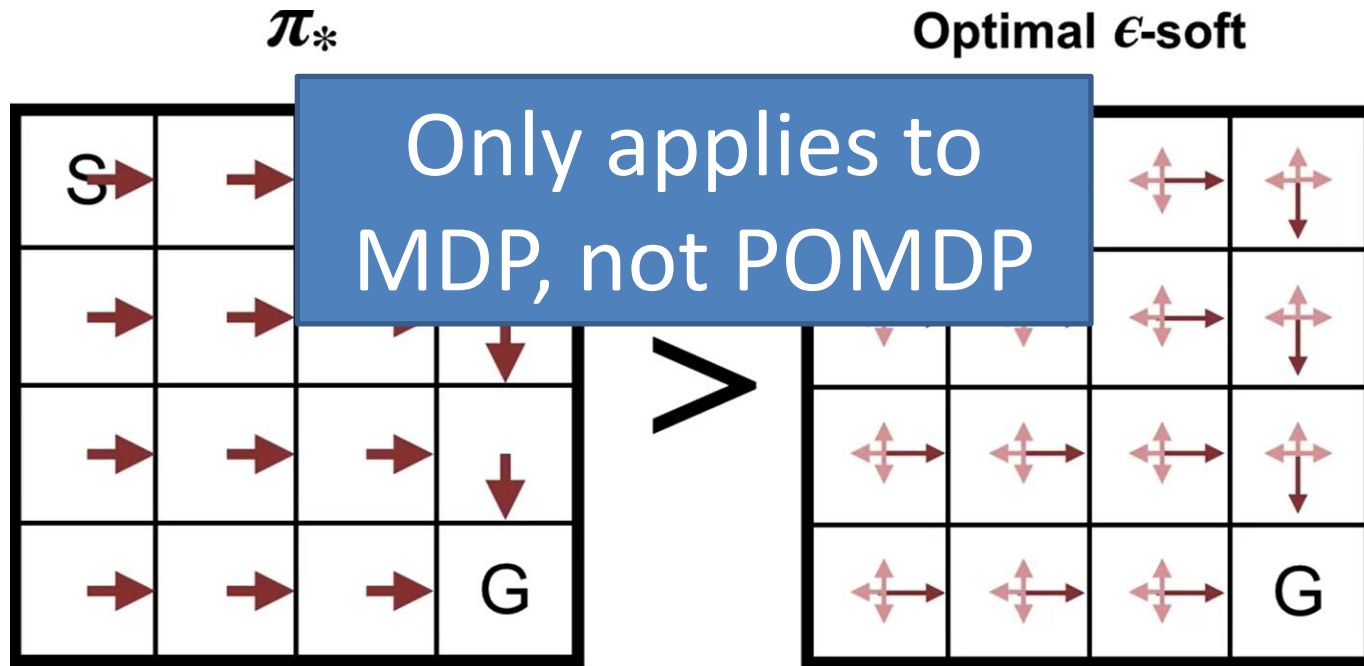 π*
Optimal ϵ-soft
Only applies to
MDP, not POMDP
S
>
G
G